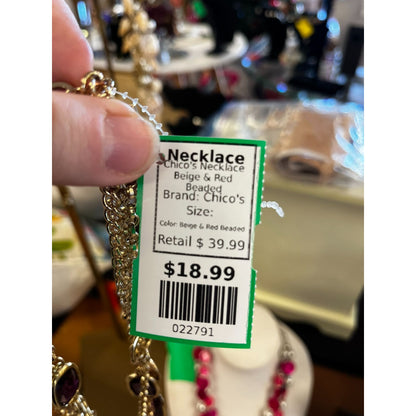 Necklace
Chico's Necklace
Beige & Red
Beaded
Brand: Chico's
Size:
Color: Beige & Red Beaded
Retail $ 39.99
$18.99
022791